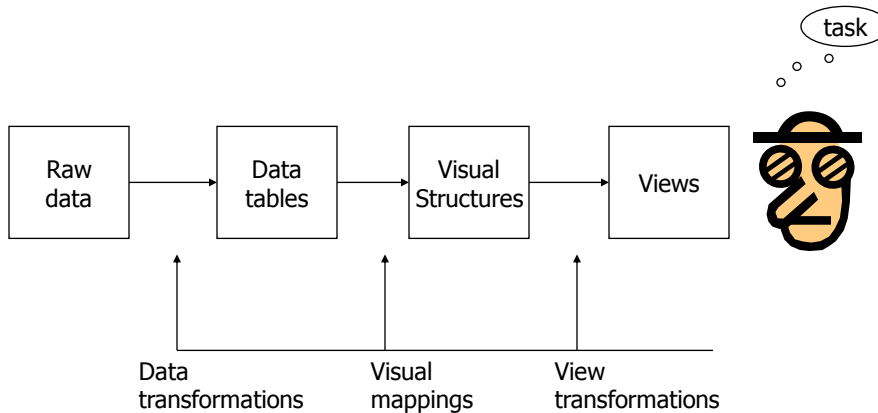 task
Raw
data
Data
tables
Visual
Structures
Views
Data
transformations
Visual
mappings
View
transformations